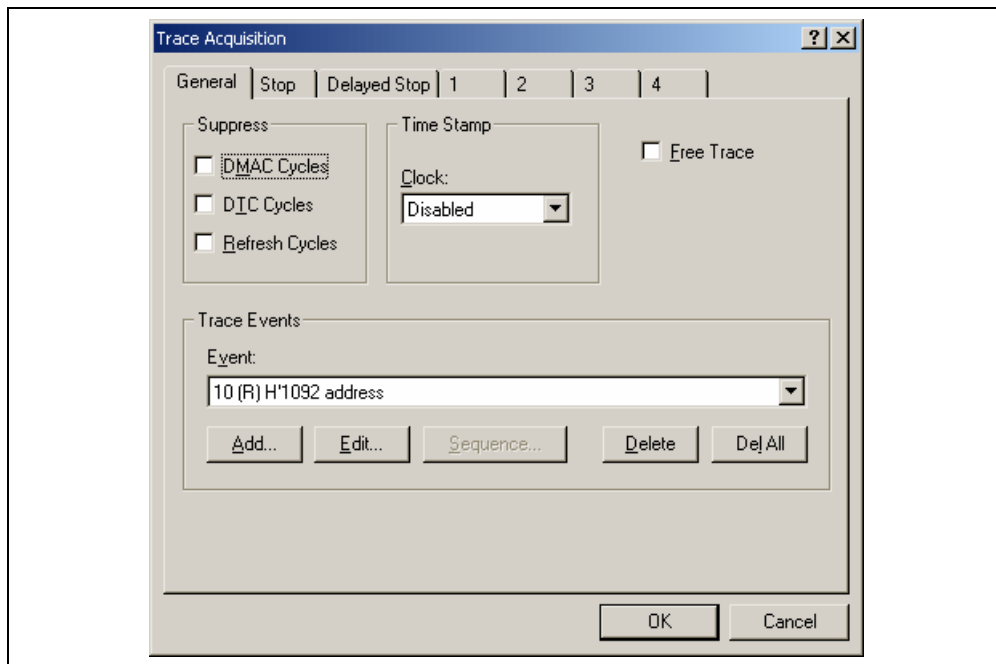 Trace Acquisition
General Stop Delayed Stop 1 2 3 4
Suppress
DMAC Cycles
DTC Cycles
Refresh Cycles
Time Stamp
Clock:
Disabled
Free Trace
Trace Events
Event:
10 (R) H'1092 address
Add... Edit... Sequence... Delete Del All
OK Cancel